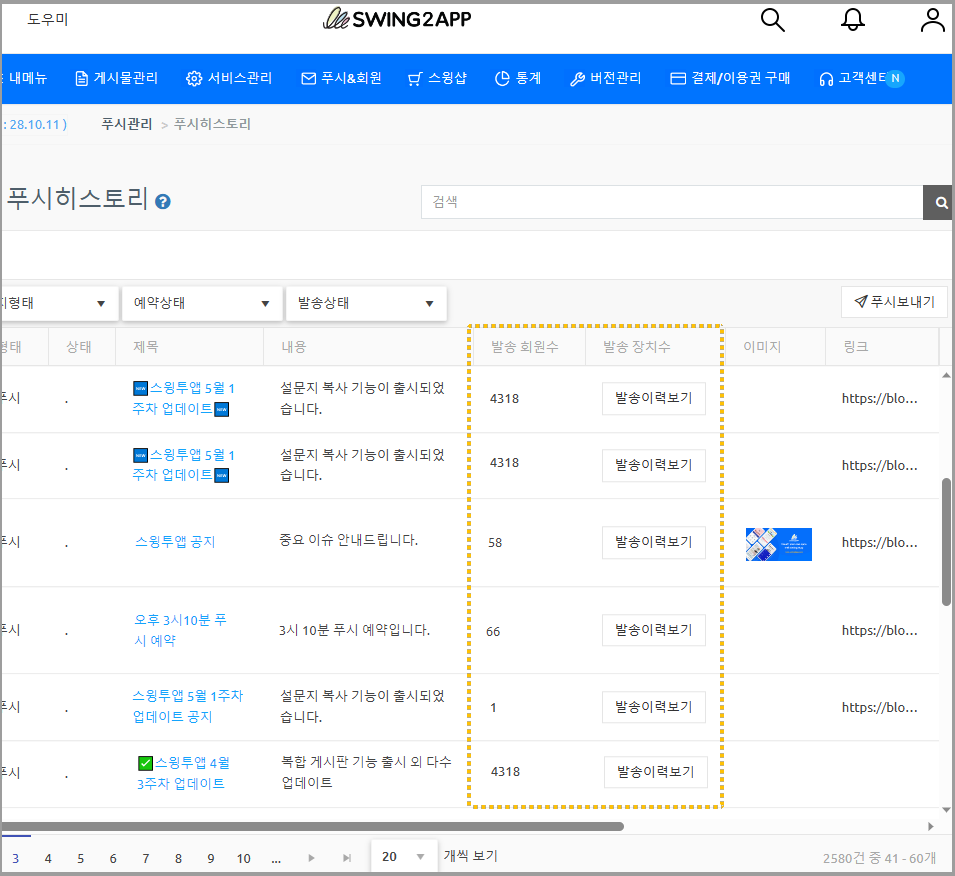 도우미
SWING2APP
내메뉴 게시물관리 서비스관리 푸시&회원 스윙샵 통계 버전관리 결제/이용권 구매 고객센터 N
: 28.10.11 ) 푸시관리 > 푸시히스토리
푸시히스토리 ?
검색
지형태 예약상태 발송상태 푸시보내기
형태 상태 제목 내용 발송 회원수 발송 장치수 이미지 링크
푸시 . NEW 스윙투앱 5월 1
주차 업데이트 NEW
설문지 복사 기능이 출시되었
습니다.
4318 발송이력보기 https://blo...
푸시 . NEW 스윙투앱 5월 1
주차 업데이트 NEW
설문지 복사 기능이 출시되었
습니다.
4318 발송이력보기 https://blo...
푸시 . 스윙투앱 공지 중요 이슈 안내드립니다. 58 발송이력보기 https://blo...
푸시 . 오후 3시10분 푸
시 예약
3시 10분 푸시 예약입니다. 66 발송이력보기 https://blo...
푸시 . 스윙투앱 5월 1주차
업데이트 공지
설문지 복사 기능이 출시되었
습니다.
1 발송이력보기 https://blo...
푸시 . ✅스윙투앱 4월
3주차 업데이트
복합 게시판 기능 출시 외 다수
업데이트
4318 발송이력보기
3 4 5 6 7 8 9 10 ... 20 개씩 보기 2580건 중 41 - 60개